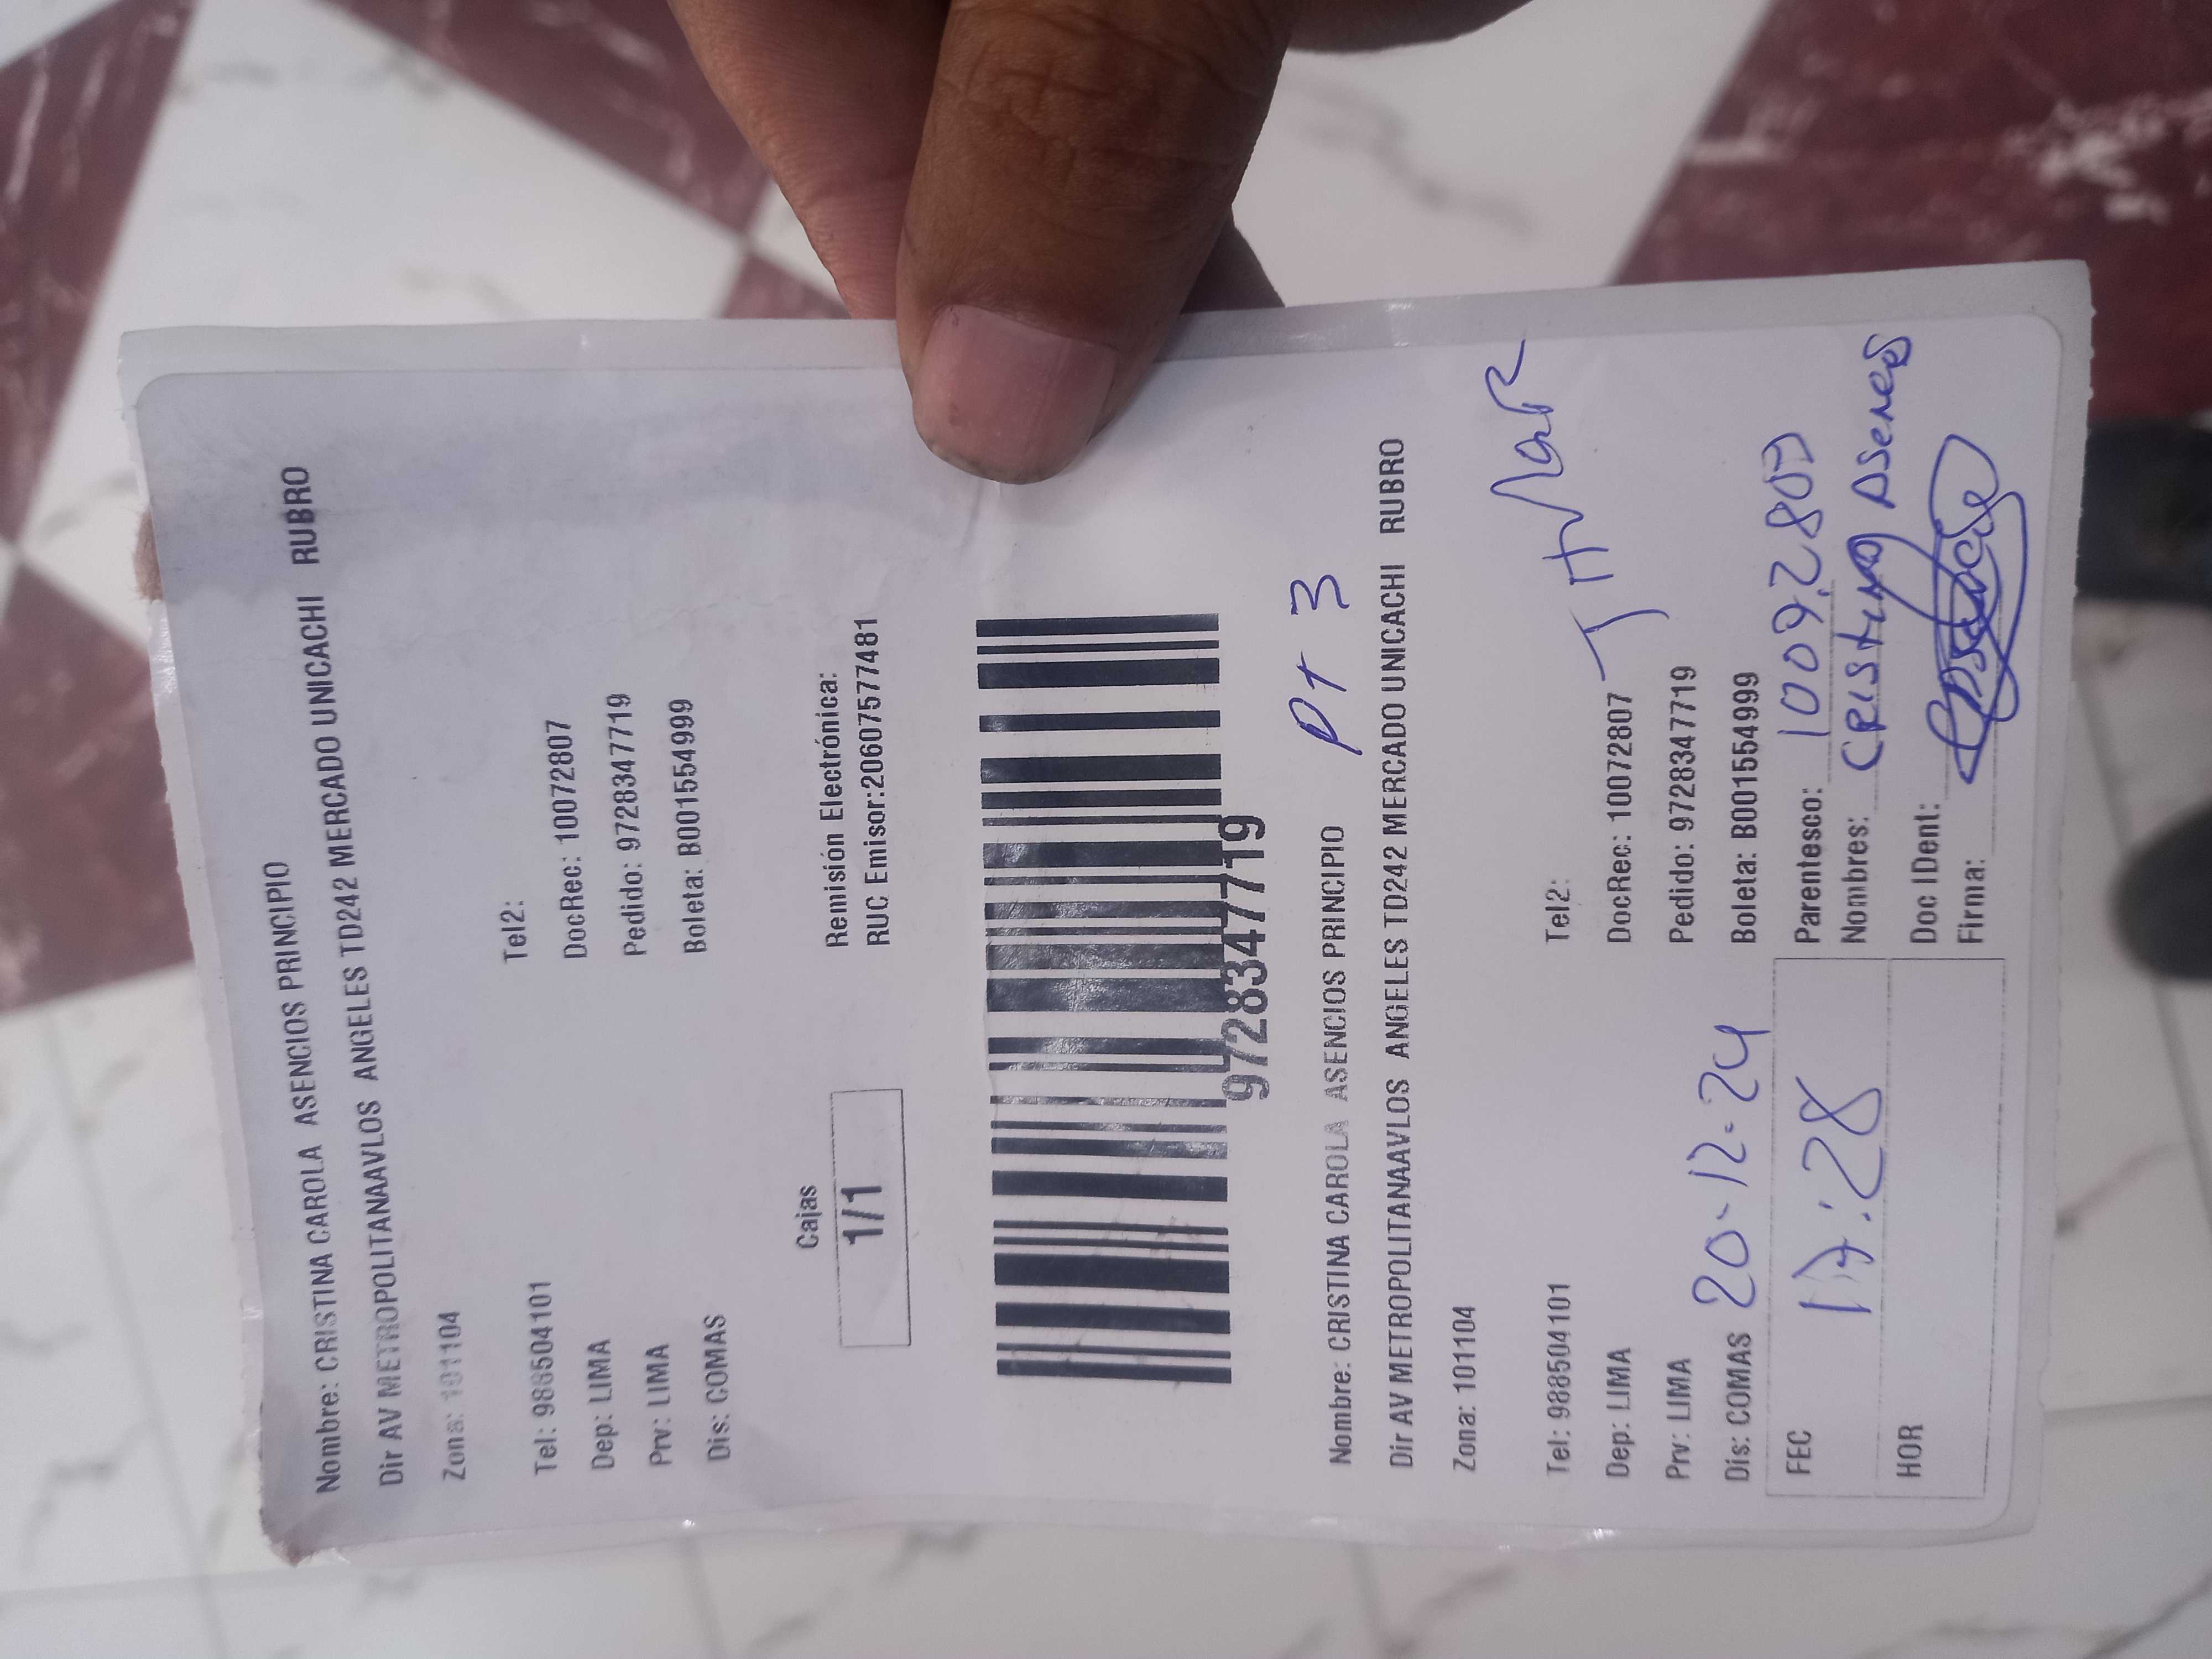 Nombre: CRISTINA CAROLA ASENCIOS PRINCIPIO
Dir AV METROPOLITANAAVLOS ANGELES TD242 MERCADO UNICACHI RUBRO
Zona: 101104
Tel: 988504101 Tel2:
Dep: LIMA DocRec: 10072807
Prv: LIMA Pedido: 9728347719
Dis: COMAS Boleta: B001554999
Cajas
1/1
Remisión Electrónica:
RUC Emisor:20607577481
9728347719
Pt 3
Nombre: CRISTINA CAROLA ASENCIOS PRINCIPIO
Dir AV METROPOLITANAAVLOS ANGELES TD242 MERCADO UNICACHI RUBRO
Zona: 101104
Tel: 988504101 Tel2:
Dep: LIMA DocRec: 10072807
Prv: LIMA Pedido: 9728347719
Dis: COMAS 20-12-24 Boleta: B001554999
FEC 17:28 Parentesco:
Nombres:
HOR Doc IDent:
Firma: